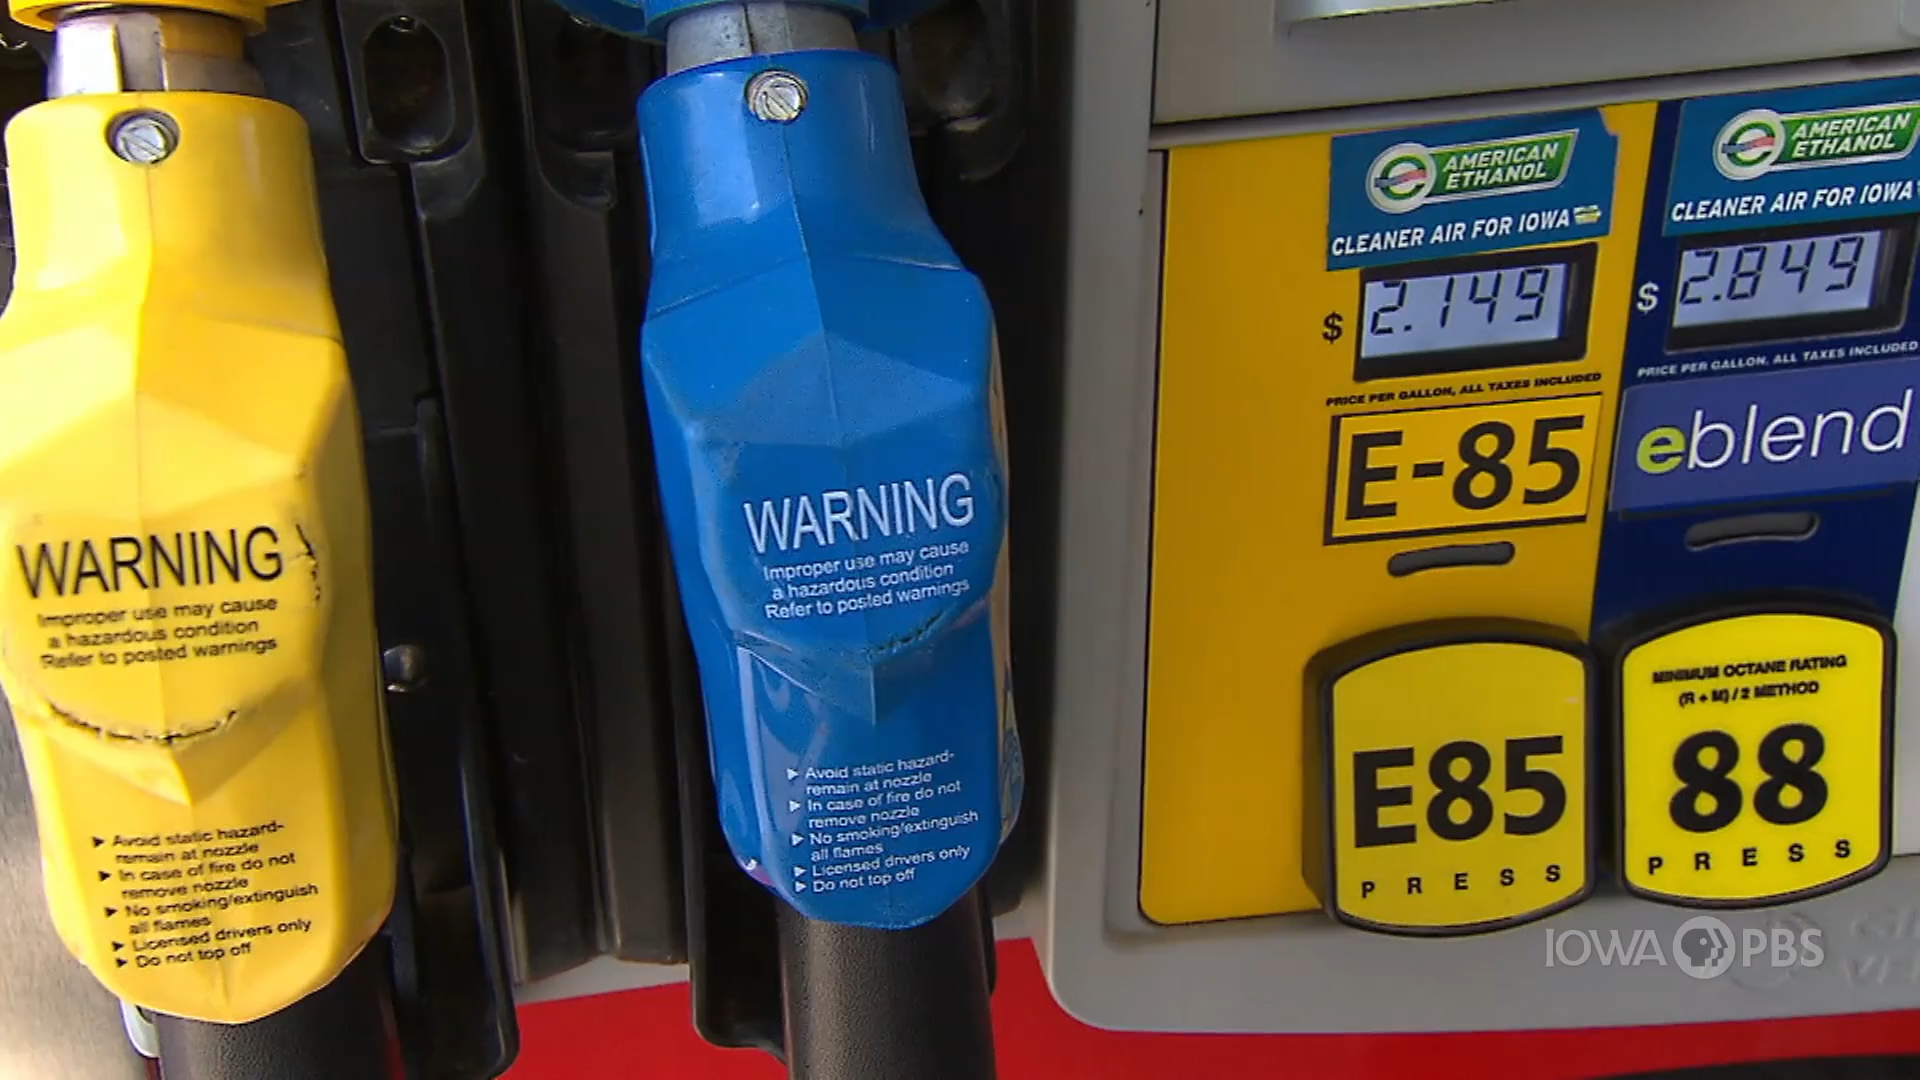 WARNING
Improper use may cause
a hazardous condition
Refer to posted warnings
▶ Avoid static hazard-
remain at nozzle
▶ In case of fire do not
remove nozzle
▶ No smoking/extinguish
all flames
▶ Licensed drivers only
▶ Do not top off
WARNING
Improper use may cause
a hazardous condition
Refer to posted warnings
▶ Avoid static hazard-
remain at nozzle
▶ In case of fire do not
remove nozzle
▶ No smoking/extinguish
all flames
▶ Licensed drivers only
▶ Do not top off
AMERICAN
ETHANOL
CLEANER AIR FOR IOWA
$ 2.149
PRICE PER GALLON, ALL TAXES INCLUDED
E-85
E85
PRESS
AMERICAN
ETHANOL
CLEANER AIR FOR IOWA
$ 2.849
PRICE PER GALLON, ALL TAXES INCLUDED
eblend
MINIMUM OCTANE RATING
(R + M) / 2 METHOD
88
PRESS
IOWA PBS